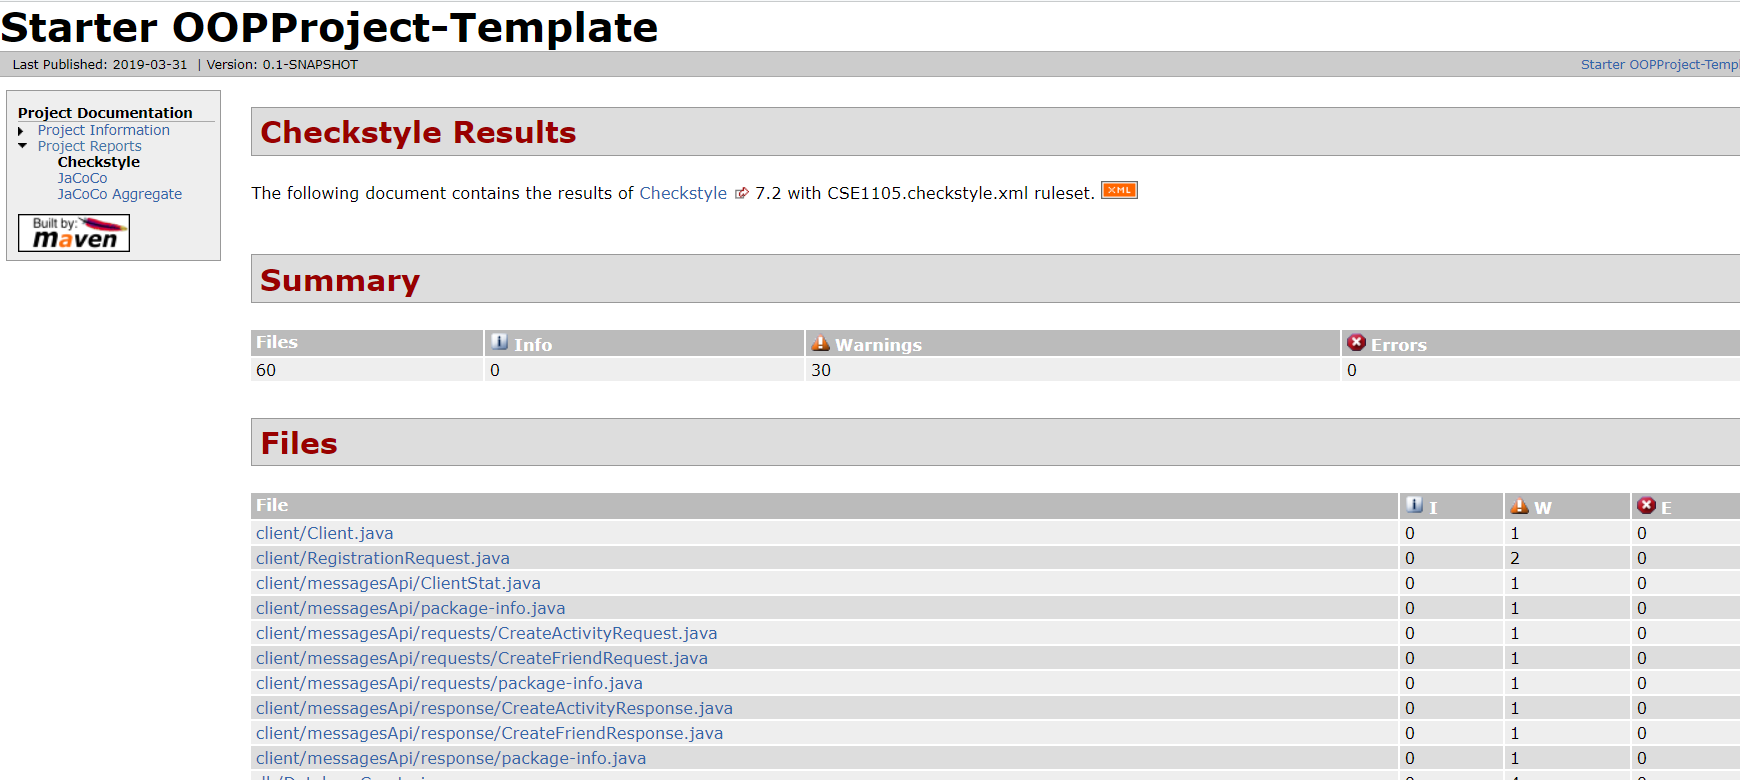 Starter OOPProject-Template
Last Published: 2019-03-31 | Version: 0.1-SNAPSHOT
Starter OOPProject-Templ
Project Documentation
Project Information
Project Reports
Checkstyle
JaCoCo
JaCoCo Aggregate
Built by:
maven
Checkstyle Results
The following document contains the results of Checkstyle 7.2 with CSE1105.checkstyle.xml ruleset. XML
Summary
Files Info Warnings Errors
60 0 30 0
Files
File I W E
client/Client.java 0 1 0
client/RegistrationRequest.java 0 2 0
client/messagesApi/ClientStat.java 0 1 0
client/messagesApi/package-info.java 0 1 0
client/messagesApi/requests/CreateActivityRequest.java 0 1 0
client/messagesApi/requests/CreateFriendRequest.java 0 1 0
client/messagesApi/requests/package-info.java 0 1 0
client/messagesApi/response/CreateActivityResponse.java 0 1 0
client/messagesApi/response/CreateFriendResponse.java 0 1 0
client/messagesApi/response/package-info.java 0 1 0